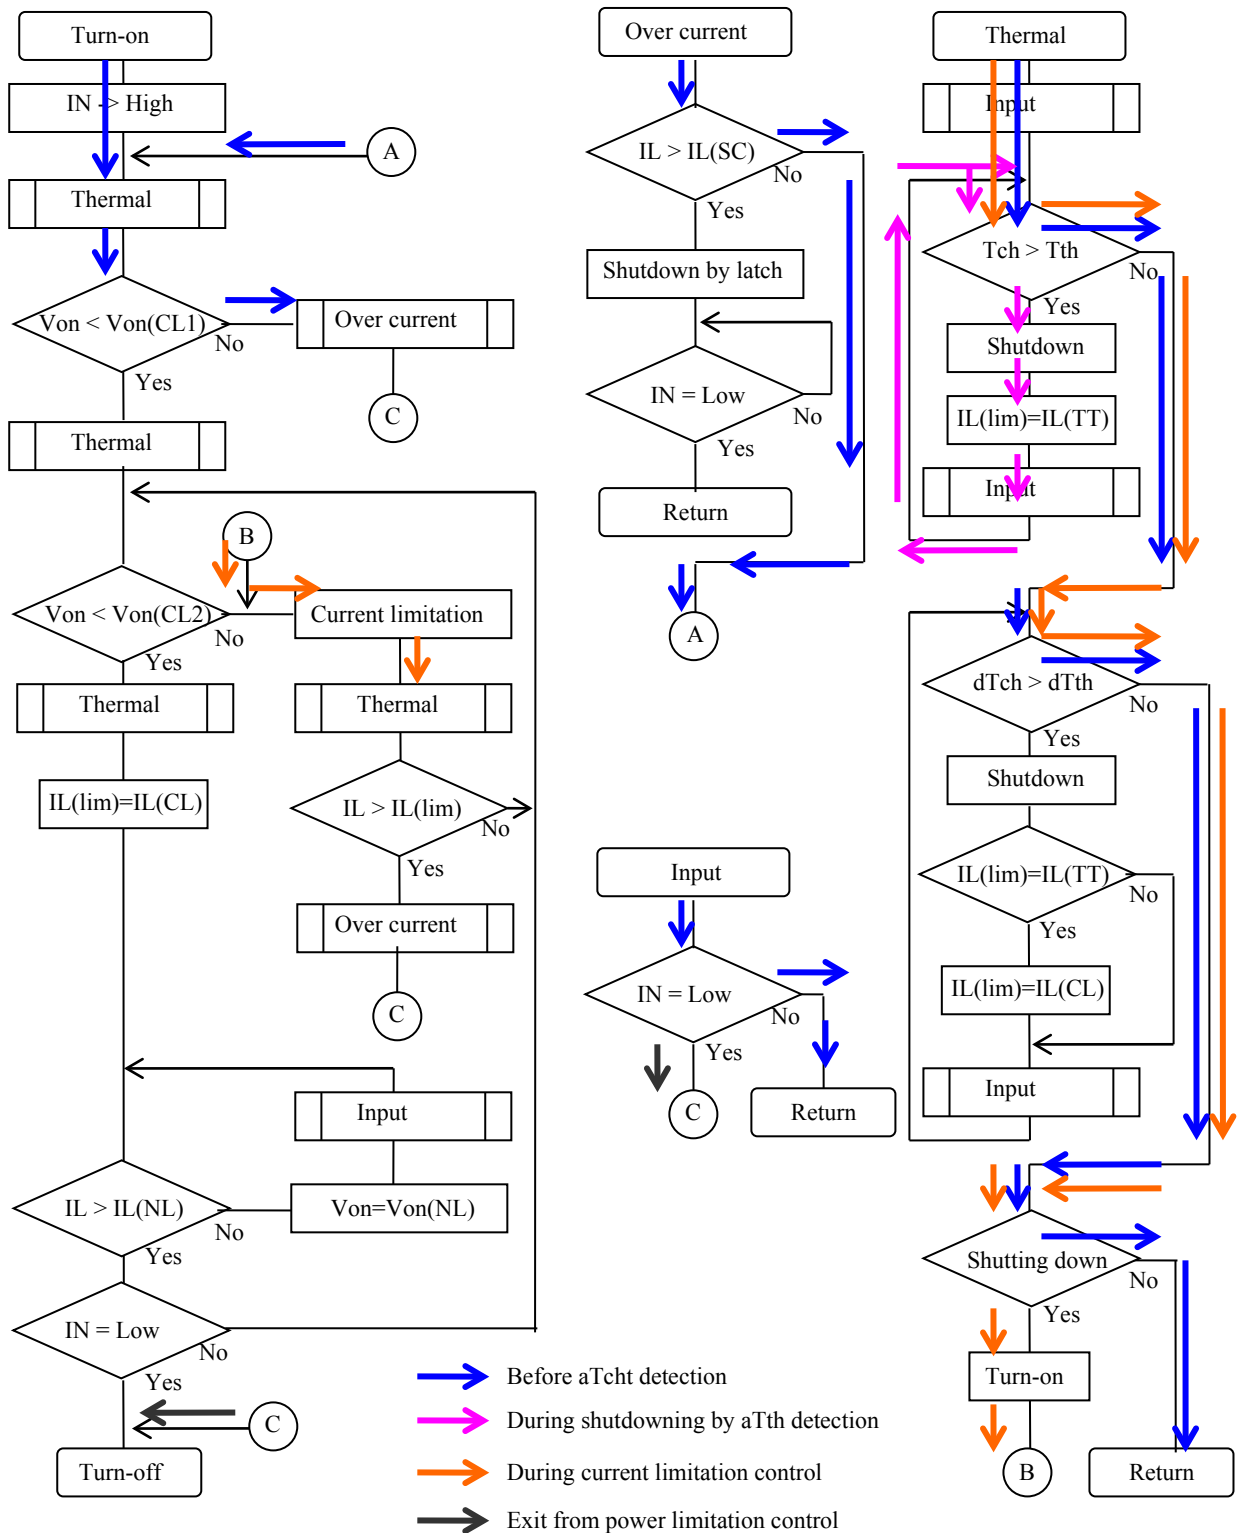 Turn-on
IN -> High
A
Thermal
Von < Von(CL1)
No
Yes
Over current
C
Thermal
B
Von < Von(CL2)
No
Yes
Current limitation
Thermal
Thermal
IL(lim)=IL(CL)
IL > IL(lim)
No
Yes
Over current
C
Input
Von=Von(NL)
IL > IL(NL)
No
Yes
IN = Low
No
Yes
C
Turn-off
Over current
IL > IL(SC)
No
Yes
Shutdown by latch
IN = Low
No
Yes
Return
A
Input
IN = Low
No
Yes
C
Return
Thermal
Input
Tch > Tth
No
Yes
Shutdown
IL(lim)=IL(TT)
Input
dTch > dTth
No
Yes
Shutdown
IL(lim)=IL(TT)
No
Yes
IL(lim)=IL(CL)
Input
Shutting down
No
Yes
Turn-on
B
Return
Before aTcht detection
During shutdowning by aTth detection
During current limitation control
Exit from power limitation control